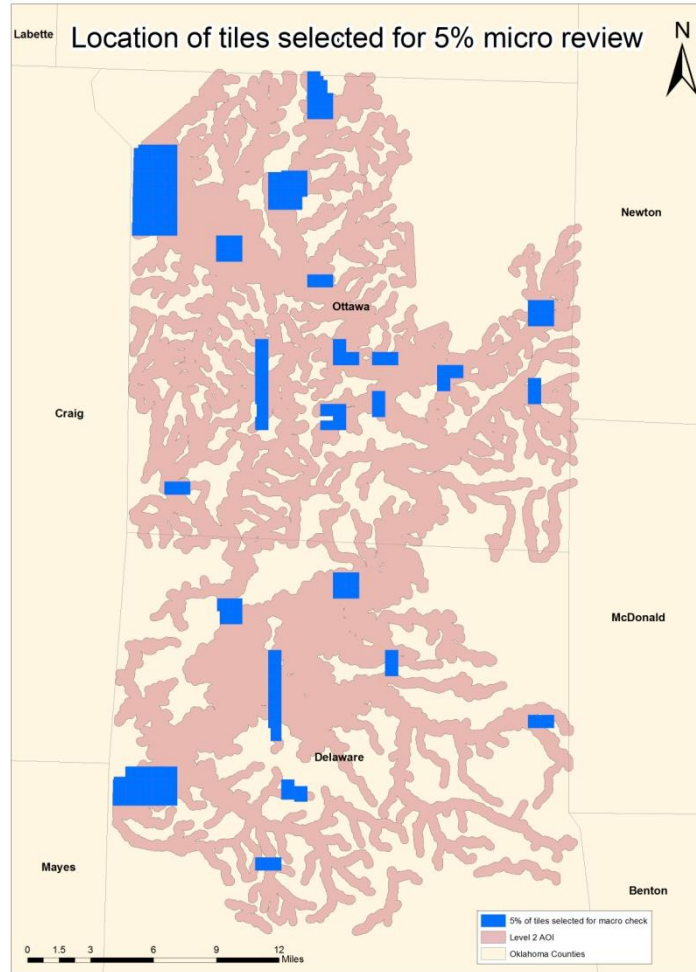 Labette
Location of tiles selected for 5% micro review
N
Newton
Ottawa
Craig
McDonald
Delaware
Mayes
Benton
5% of tiles selected for macro check
Level 2 AOI
Oklahoma Counties
0 1.5 3 6 9 12
Miles